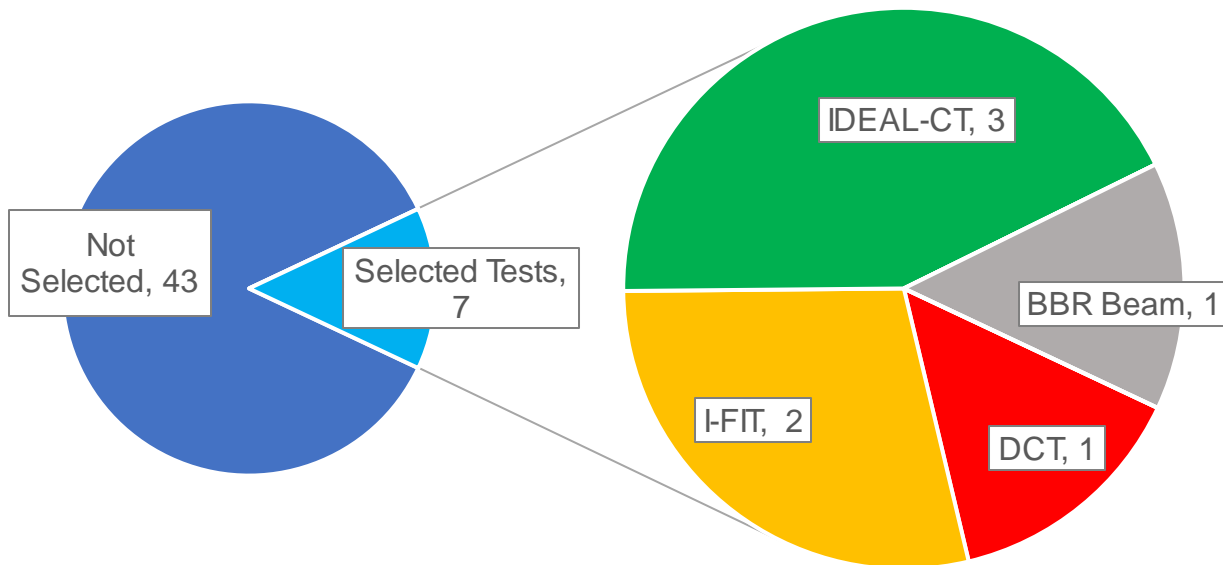 Not
Selected, 43
Selected Tests,
7
IDEAL-CT, 3
BBR Beam, 1
DCT, 1
I-FIT, 2